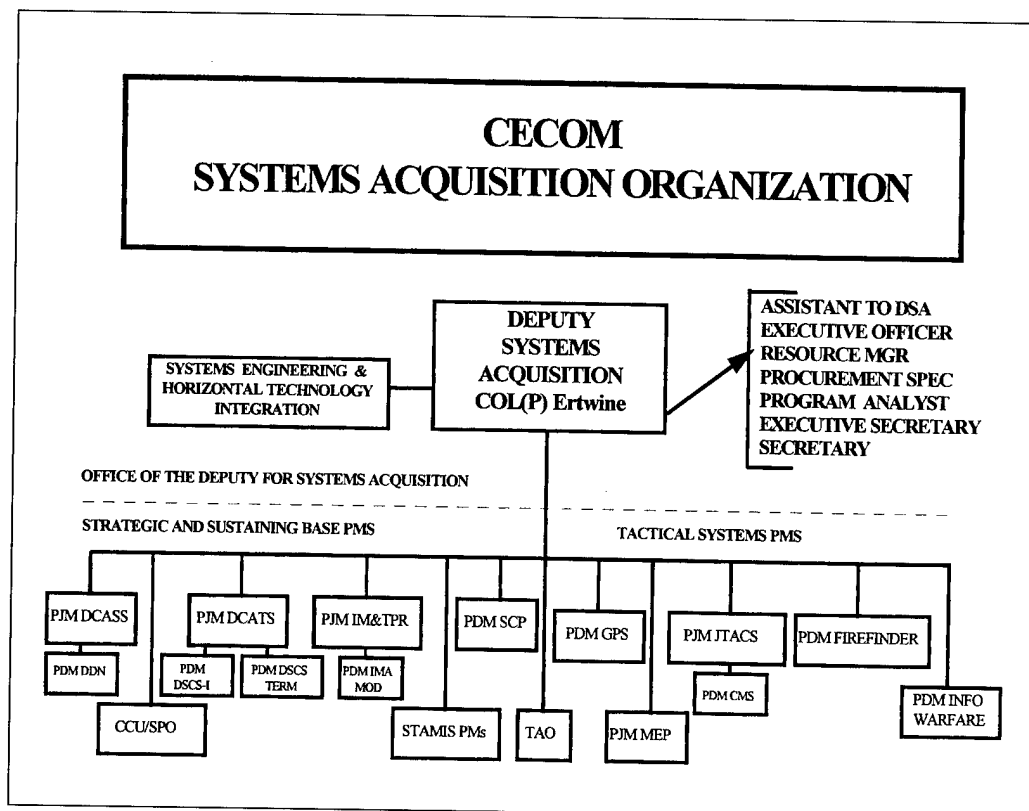 CECOM
SYSTEMS ACQUISITION ORGANIZATION
DEPUTY
SYSTEMS
ACQUISITION
COL(P) Ertwine
SYSTEMS ENGINEERING &
HORIZONTAL TECHNOLOGY
INTEGRATION
ASSISTANT TO DSA
EXECUTIVE OFFICER
RESOURCE MGR
PROCUREMENT SPEC
PROGRAM ANALYST
EXECUTIVE SECRETARY
SECRETARY
OFFICE OF THE DEPUTY FOR SYSTEMS ACQUISITION
STRATEGIC AND SUSTAINING BASE PMS
TACTICAL SYSTEMS PMS
PJM DCASS
PJM DCATS
PJM IM&TPR
PDM SCP
PDM GPS
PJM JTACS
PDM FIREFINDER
PDM DDN
PDM
DSCS-I
PDM DSCS
TERM
PDM IMA
MOD
PDM CMS
CCU/SPO
STAMIS PMs
TAO
PJM MEP
PDM INFO
WARFARE